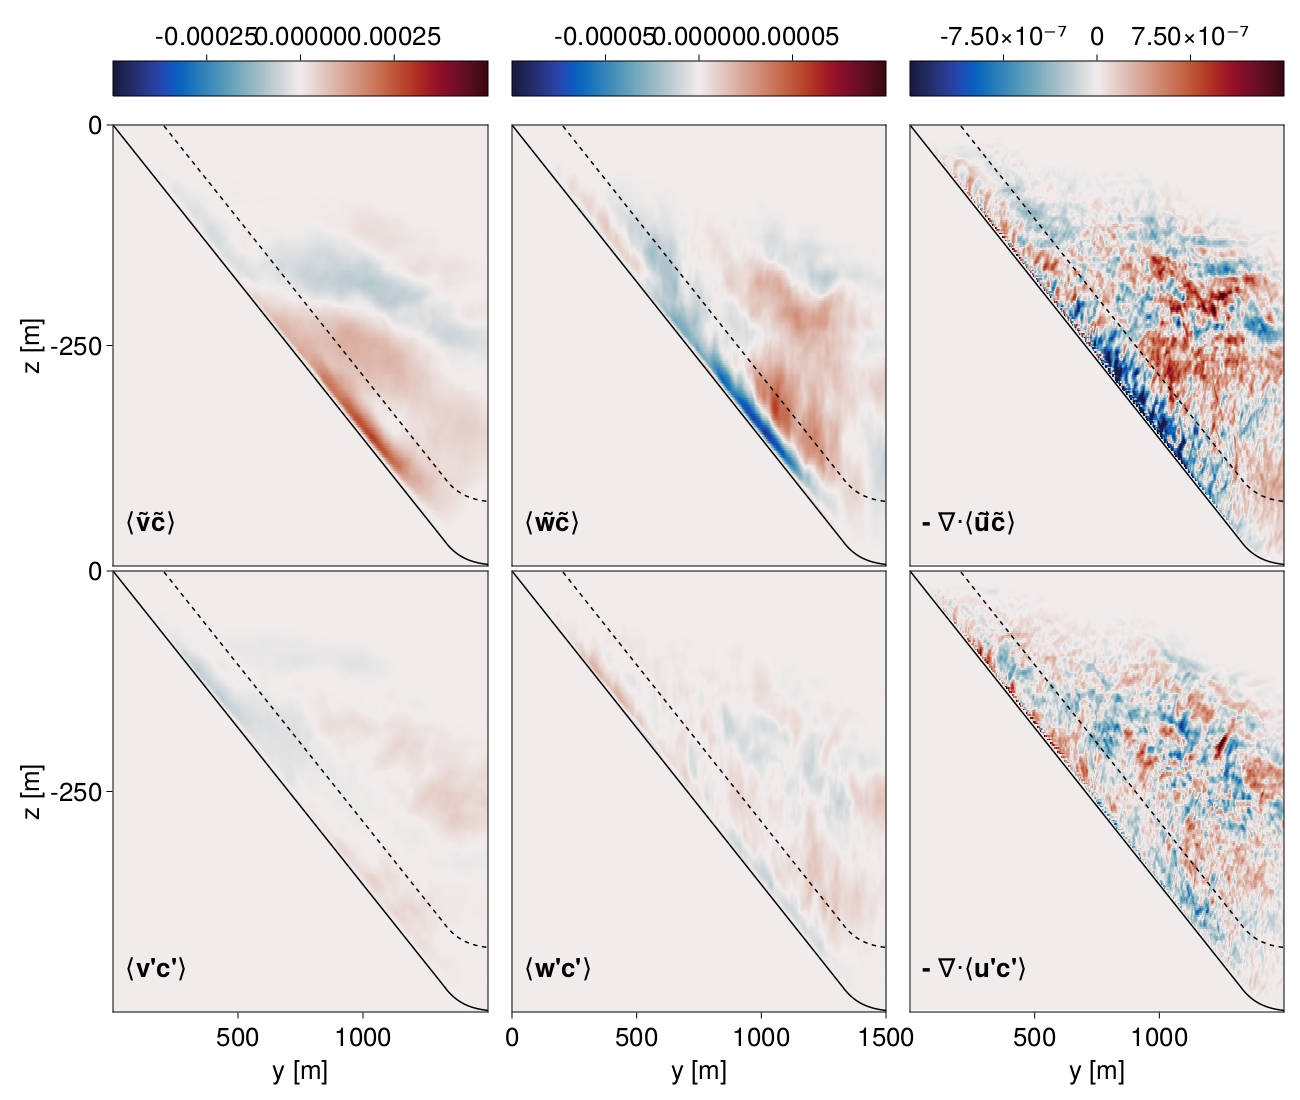 -0.00025 0.00000 0.00025
-0.00005 0.00000 0.00005
-7.50×10⁻⁷ 0 7.50×10⁻⁷
0
-250
z [m]
⟨ṽc̃⟩
⟨w̃c̃⟩
- ∇·⟨ũc̃⟩
0
-250
z [m]
⟨v'c'⟩
⟨w'c'⟩
- ∇·⟨u'c'⟩
500 1000
0 500 1000 1500
500 1000
y [m]
y [m]
y [m]